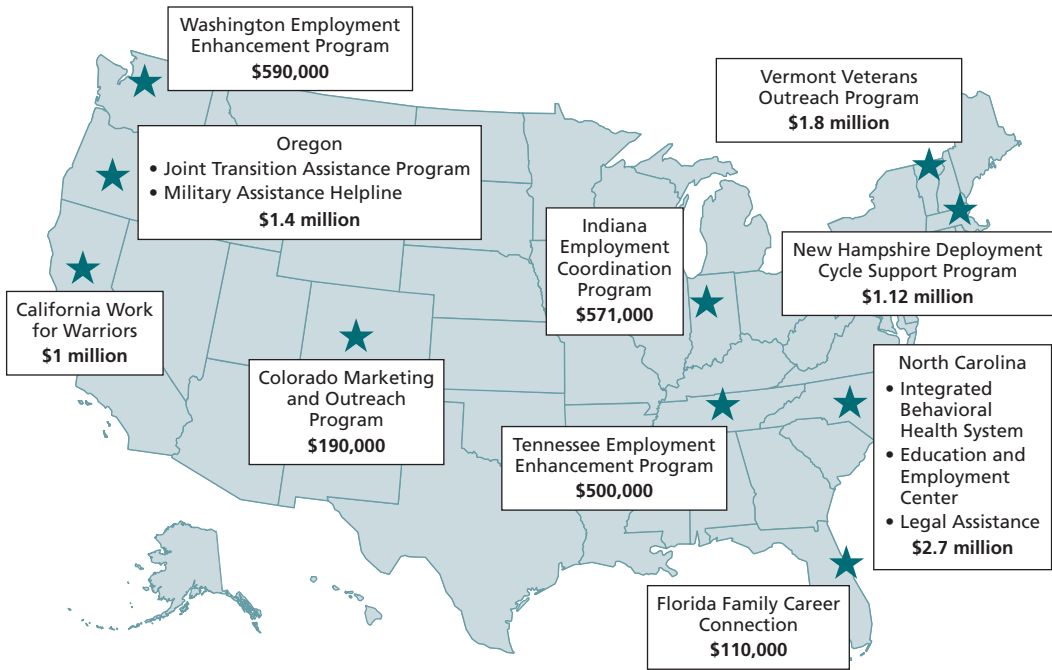 Washington Employment
Enhancement Program
$590,000
Vermont Veterans
Outreach Program
$1.8 million
Oregon
• Joint Transition Assistance Program
• Military Assistance Helpline
$1.4 million
Indiana
Employment
Coordination
Program
$571,000
New Hampshire Deployment
Cycle Support Program
$1.12 million
California Work
for Warriors
$1 million
Colorado Marketing
and Outreach
Program
$190,000
North Carolina
• Integrated
Behavioral
Health System
• Education and
Employment
Center
• Legal Assistance
$2.7 million
Tennessee Employment
Enhancement Program
$500,000
Florida Family Career
Connection
$110,000